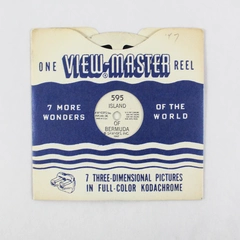 ONE VIEW-MASTER REEL
7 MORE WONDERS
OF THE WORLD
595
ISLAND
OF
BERMUDA
7 THREE-DIMENSIONAL PICTURES
IN FULL-COLOR KODACHROME